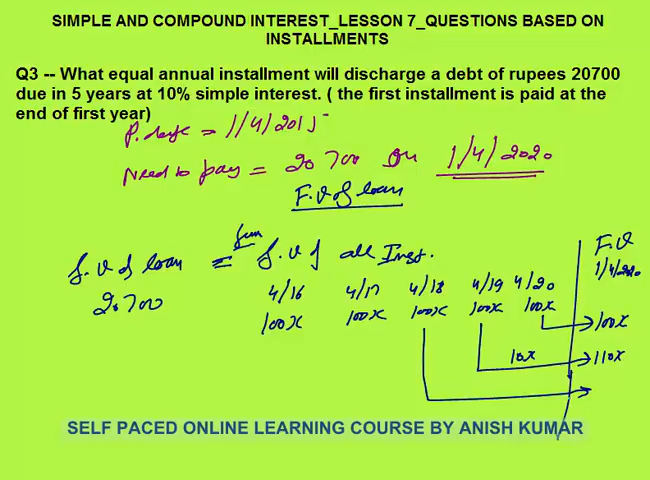 SIMPLE AND COMPOUND INTEREST_LESSON 7_QUESTIONS BASED ON
INSTALLMENTS
Q3 -- What equal annual installment will discharge a debt of rupees 20700
due in 5 years at 10% simple interest. ( the first installment is paid at the
end of first year)
P. date = 1/4/2015
Need to pay = 20700 on 1/4/2020
F.V of loan
f.v of loan = sum f.v of all Inst.
20700
4/16 4/17 4/18 4/19 4/20
100x 100x 100x 100x 100x
F.V
1/4/2020
100x
10x 110x
SELF PACED ONLINE LEARNING COURSE BY ANISH KUMAR